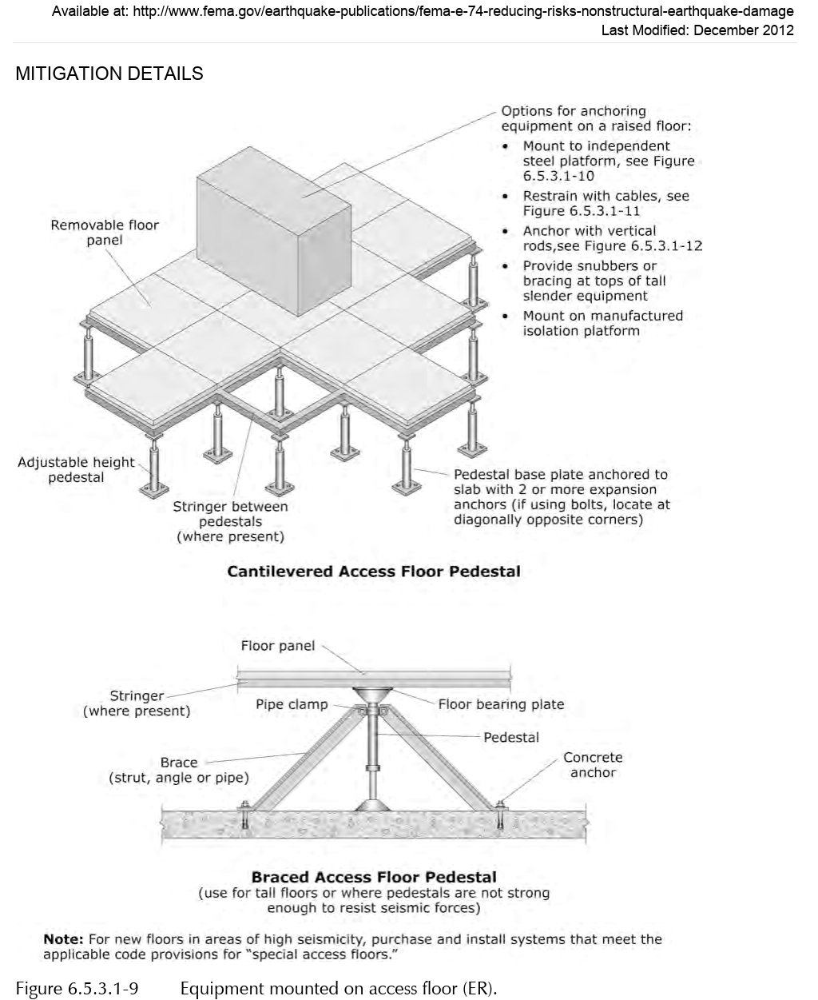 Available at: http://www.fema.gov/earthquake-publications/fema-e-74-reducing-risks-nonstructural-earthquake-damage
Last Modified: December 2012
MITIGATION DETAILS
Options for anchoring
equipment on a raised floor:
• Mount to independent
steel platform, see Figure
6.5.3.1-10
• Restrain with cables, see
Figure 6.5.3.1-11
• Anchor with vertical
rods,see Figure 6.5.3.1-12
• Provide snubbers or
bracing at tops of tall
slender equipment
• Mount on manufactured
isolation platform
Removable floor
panel
Adjustable height
pedestal
Stringer between
pedestals
(where present)
Pedestal base plate anchored to
slab with 2 or more expansion
anchors (if using bolts, locate at
diagonally opposite corners)
Cantilevered Access Floor Pedestal
Floor panel
Stringer
(where present)
Pipe clamp
Floor bearing plate
Pedestal
Brace
(strut, angle or pipe)
Concrete
anchor
Braced Access Floor Pedestal
(use for tall floors or where pedestals are not strong
enough to resist seismic forces)
Note: For new floors in areas of high seismicity, purchase and install systems that meet the
applicable code provisions for "special access floors."
Figure 6.5.3.1-9 Equipment mounted on access floor (ER).